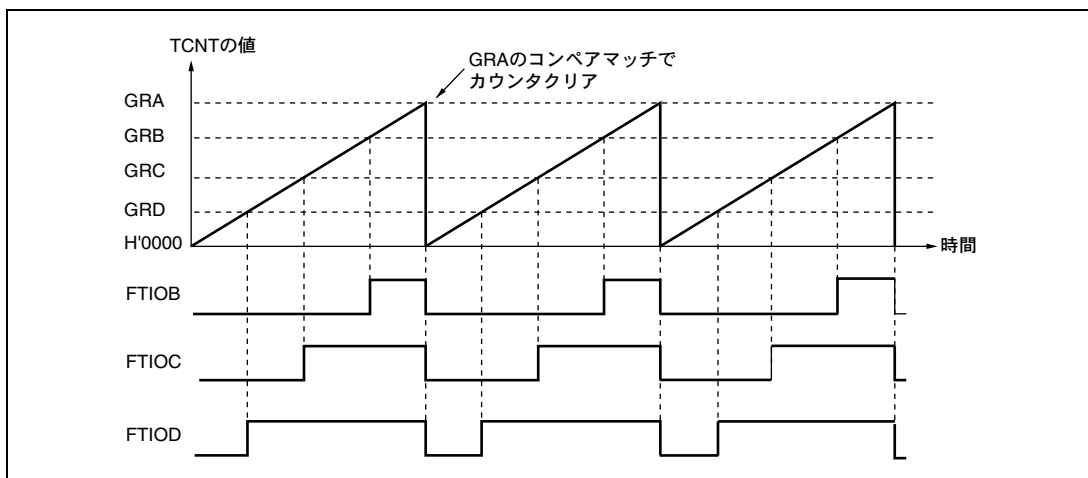 TCNTの値
GRAのコンペアマッチで
カウンタクリア
GRA
GRB
GRC
GRD
H'0000
時間
FTIOB
FTIOC
FTIOD